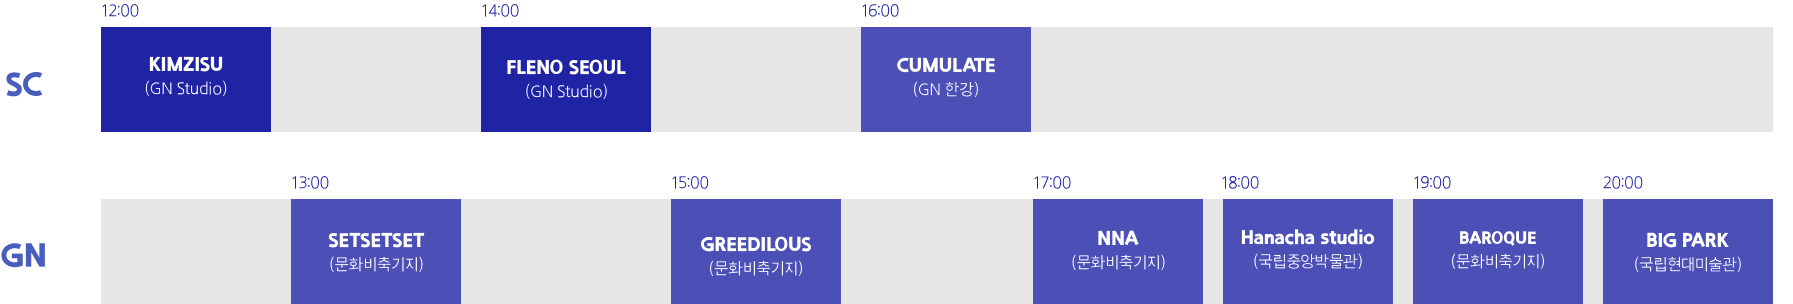 12:00
14:00
16:00
SC
KIMZISU
(GN Studio)
FLENO SEOUL
(GN Studio)
CUMULATE
(GN 한강)
13:00
15:00
17:00
18:00
19:00
20:00
GN
SETSETSET
(문화비축기지)
GREEDILOUS
(문화비축기지)
NNA
(문화비축기지)
Hanacha studio
(국립중앙박물관)
BAROQUE
(문화비축기지)
BIG PARK
(국립현대미술관)